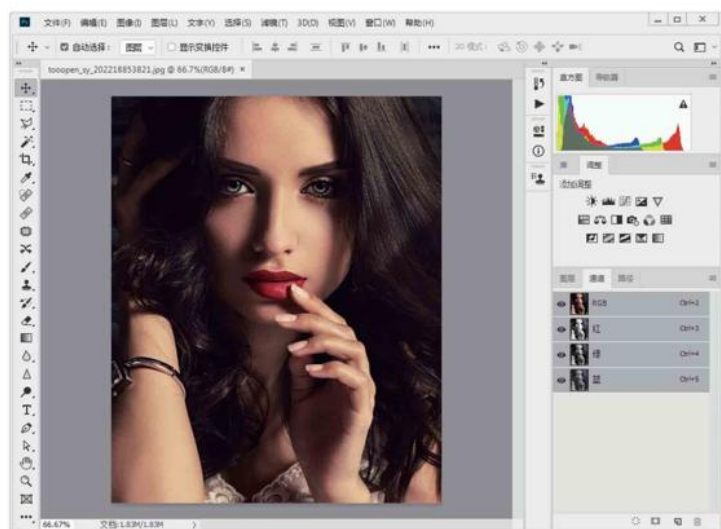 Ps 文件(F) 编辑(E) 图像(I) 图层(L) 文字(Y) 选择(S) 滤镜(T) 3D(D) 视图(V) 窗口(W) 帮助(H)
自动选择： 图层 显示变换控件 3D 模式：
tooopen_sy_202218853821.jpg @ 66.7%(RGB/8#) ×
直方图 导航器
库 调整
添加调整
图层 通道 路径
RGB Ctrl+2
红 Ctrl+3
绿 Ctrl+4
蓝 Ctrl+5
66.67% 文档:1.83M/1.83M